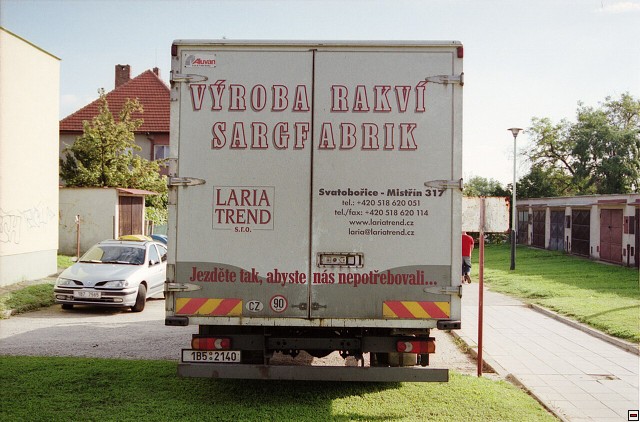 Auvan
VÝROBA RAKVÍ
SARGFABRIK
LARIA
TREND
s.r.o.
Svatobořice - Mistřín 317
tel.: +420 518 620 051
tel./fax: +420 518 620 114
www.lariatrend.cz
laria@lariatrend.cz
Jezděte tak, abyste nás nepotřebovali...
CZ
90
1B5 2140